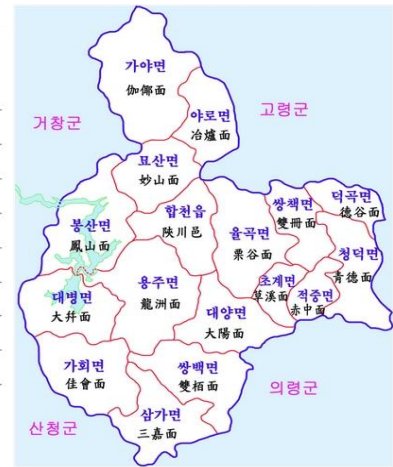 가야면
伽倻面
야로면
冶爐面
거창군
고령군
묘산면
妙山面
합천읍
陜川邑
봉산면
鳳山面
율곡면
栗谷面
쌍책면
雙冊面
덕곡면
德谷面
청덕면
靑德面
초계면
草溪面
적중면
赤中面
용주면
龍洲面
대병면
大幷面
대양면
大陽面
가회면
佳會面
쌍백면
雙栢面
삼가면
三嘉面
의령군
산청군